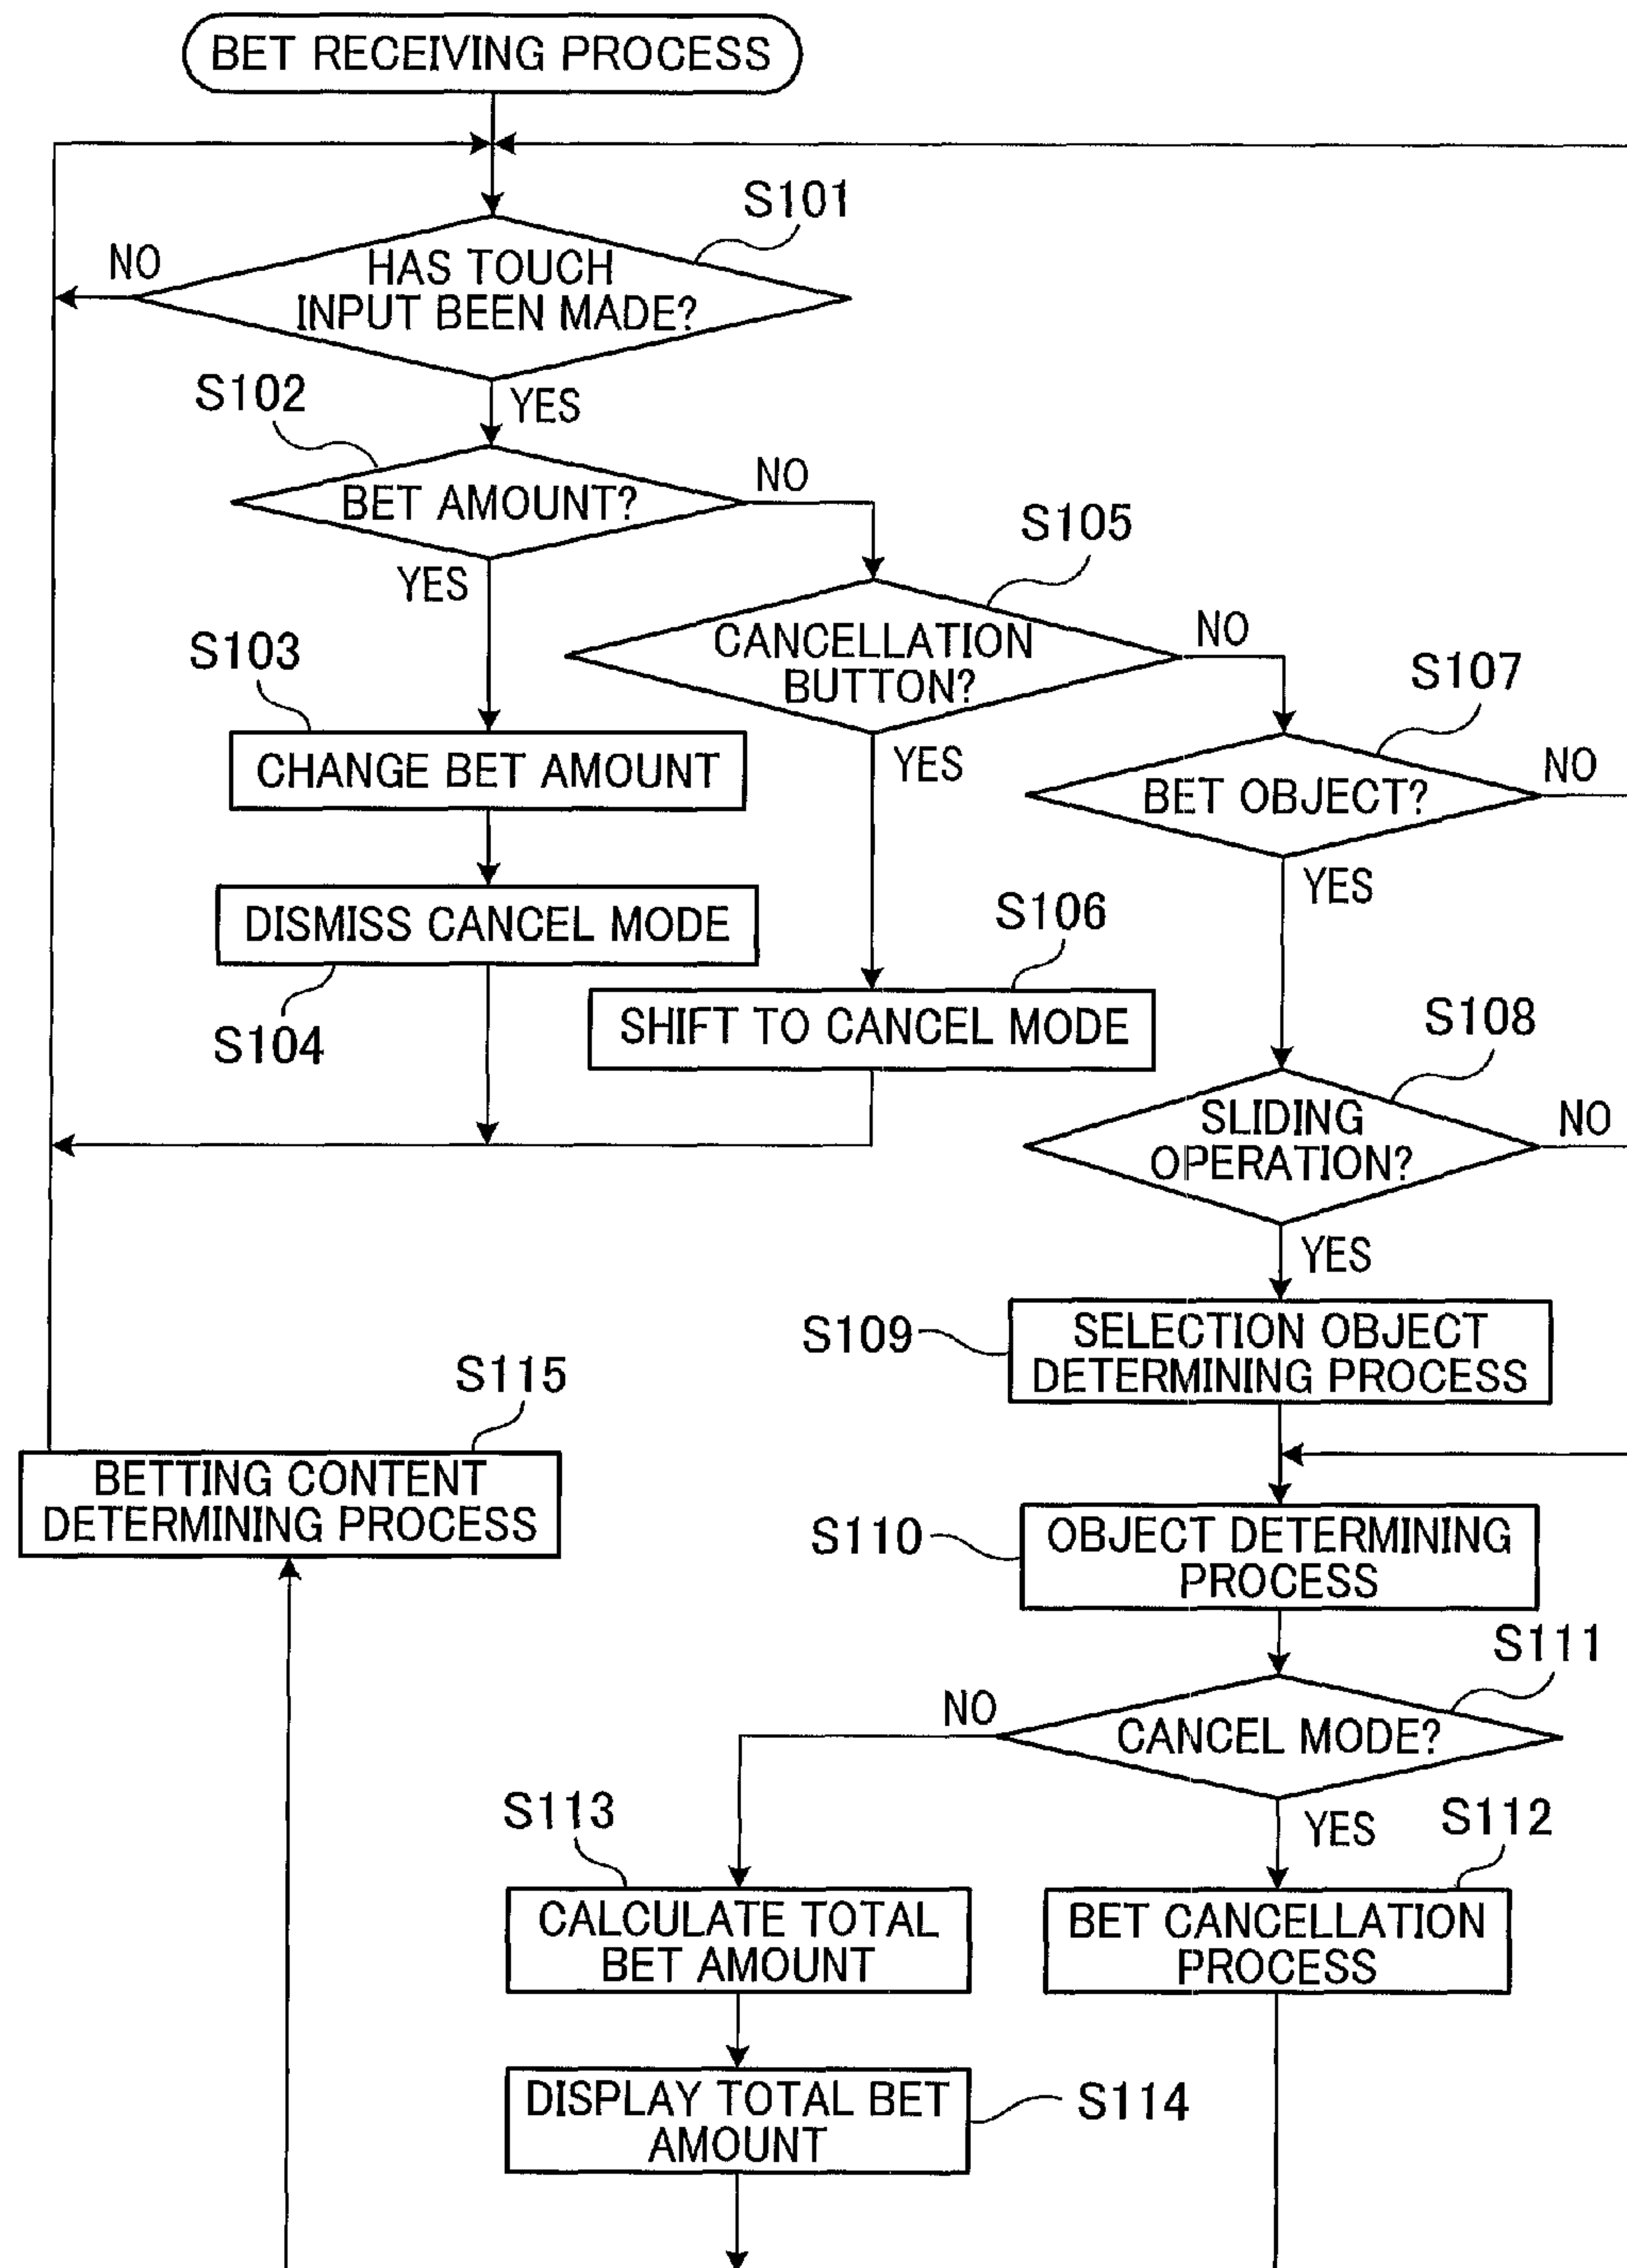 BET RECEIVING PROCESS
S101
NO
HAS TOUCH
INPUT BEEN MADE?
S102
YES
BET AMOUNT?
NO
S105
YES
CANCELLATION
BUTTON?
NO
S103
S107
CHANGE BET AMOUNT
YES
BET OBJECT?
NO
YES
DISMISS CANCEL MODE
S106
S104
SHIFT TO CANCEL MODE
S108
SLIDING
OPERATION?
NO
YES
S109
SELECTION OBJECT
DETERMINING PROCESS
S115
BETTING CONTENT
DETERMINING PROCESS
S110
OBJECT DETERMINING
PROCESS
S111
NO
CANCEL MODE?
S113
YES
S112
CALCULATE TOTAL
BET AMOUNT
BET CANCELLATION
PROCESS
DISPLAY TOTAL BET
AMOUNT
S114